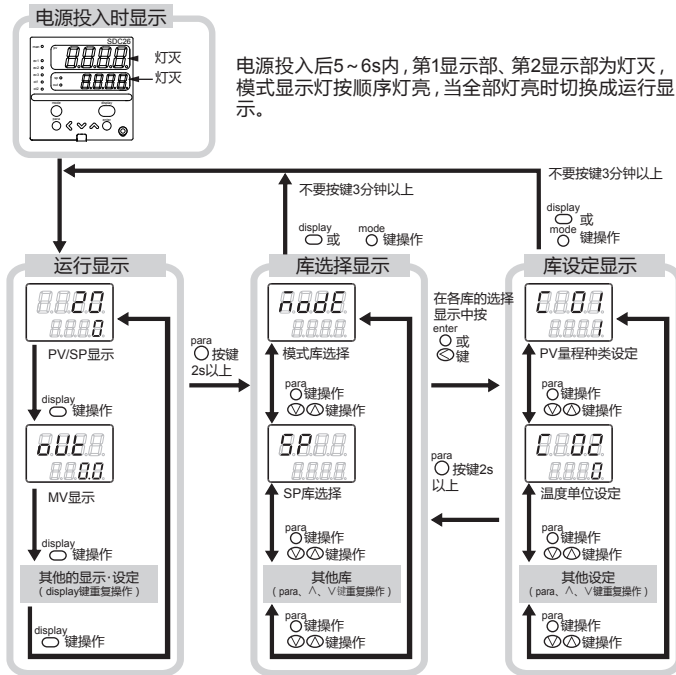 电源投入时显示
SDC26
灯灭
灯灭
电源投入后5~6s内，第1显示部、第2显示部为灯灭，
模式显示灯按顺序灯亮，当全部灯亮时切换成运行显
示。
不要按键3分钟以上
display
或
mode
键操作
不要按键3分钟以上
display
或
mode
键操作
运行显示
20
0
PV/SP显示
display
键操作
oUt
0.0
MV显示
display
键操作
其他的显示·设定
(display键重复操作)
display
键操作
para
按键
2s以上
库选择显示
modE
模式库选择
para
键操作
键操作
SP
SP库选择
para
键操作
键操作
其他库
(para、∧、∨键重复操作)
para
键操作
键操作
在各库的选择
显示中按
enter
或
键
para
按键2s
以上
库设定显示
C 01
1
PV量程种类设定
para
键操作
键操作
C 02
0
温度单位设定
para
键操作
键操作
其他设定
(para、∧、∨键重复操作)
para
键操作
键操作